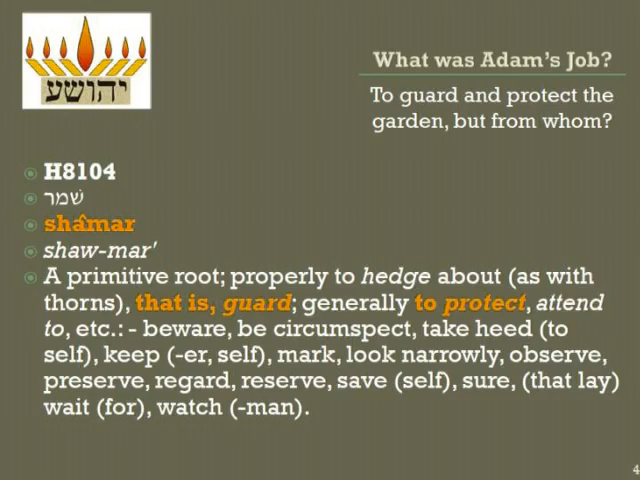 יהושע
What was Adam's Job?
To guard and protect the
garden, but from whom?
H8104
שׁמר
shâmar
shaw-mar'
A primitive root; properly to hedge about (as with
thorns), that is, guard; generally to protect, attend
to, etc.: - beware, be circumspect, take heed (to
self), keep (-er, self), mark, look narrowly, observe,
preserve, regard, reserve, save (self), sure, (that lay)
wait (for), watch (-man).
4